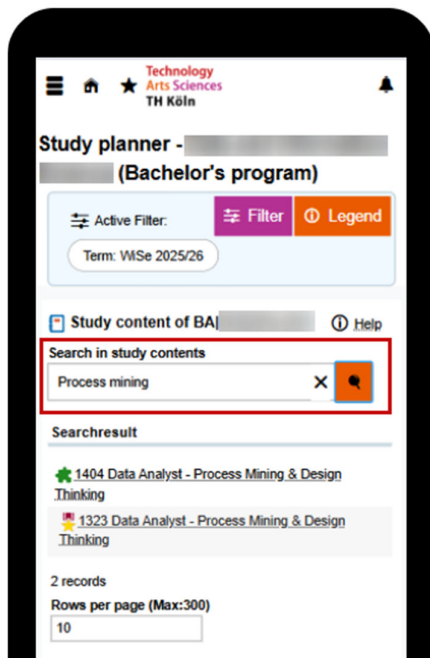 Technology
Arts Sciences
TH Köln
Study planner -
(Bachelor's program)
Active Filter:
Filter
Legend
Term: WiSe 2025/26
Study content of BA
Help
Search in study contents
Process mining
Searchresult
1404 Data Analyst - Process Mining & Design
Thinking
1323 Data Analyst - Process Mining & Design
Thinking
2 records
Rows per page (Max:300)
10